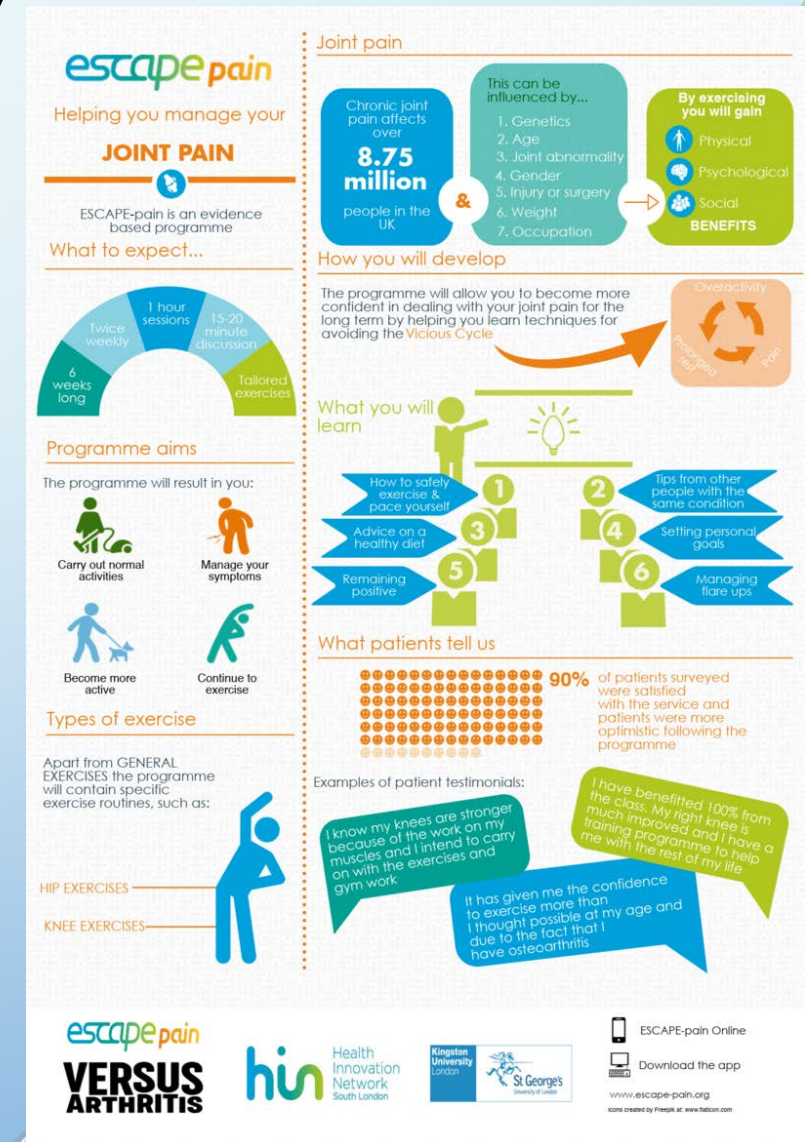 escape pain
Helping you manage your
JOINT PAIN
ESCAPE-pain is an evidence
based programme
What to expect...
6
weeks
long
Twice
weekly
1 hour
sessions
15-20
minute
discussion
Tailored
exercises
Programme aims
The programme will result in you:
Carry out normal
activities
Manage your
symptoms
Become more
active
Continue to
exercise
Types of exercise
Apart from GENERAL
EXERCISES the programme
will contain specific
exercise routines, such as:
HIP EXERCISES
KNEE EXERCISES
Joint pain
Chronic joint
pain affects
over
8.75
million
people in the
UK
&
This can be
influenced by...
1. Genetics
2. Age
3. Joint abnormality
4. Gender
5. Injury or surgery
6. Weight
7. Occupation
By exercising
you will gain
Physical
Psychological
Social
BENEFITS
How you will develop
The programme will allow you to become more
confident in dealing with your joint pain for the
long term by helping you learn techniques for
avoiding the Vicious Cycle
Overactivity
Pain
Prolonged
rest
What you will
learn
How to safely
exercise &
pace yourself
1
2
Tips from other
people with the
same condition
Advice on a
healthy diet
3
4
Setting personal
goals
Remaining
positive
5
6
Managing
flare ups
What patients tell us
90% of patients surveyed
were satisfied
with the service and
patients were more
optimistic following the
programme
Examples of patient testimonials:
I know my knees are stronger
because of the work on my
muscles and I intend to carry
on with the exercises and
gym work
It has given me the confidence
to exercise more than
I thought possible at my age and
due to the fact that I
have osteoarthritis
I have benefitted 100% from
the class. My right knee is
much improved and I have a
training programme to help
me with the rest of my life
escape pain
VERSUS
ARTHRITIS
hin
Health
Innovation
Network
South London
Kingston
University
London
St George's
University of London
ESCAPE-pain Online
Download the app
www.escape-pain.org
Icons created by Freepik at: www.flaticon.com